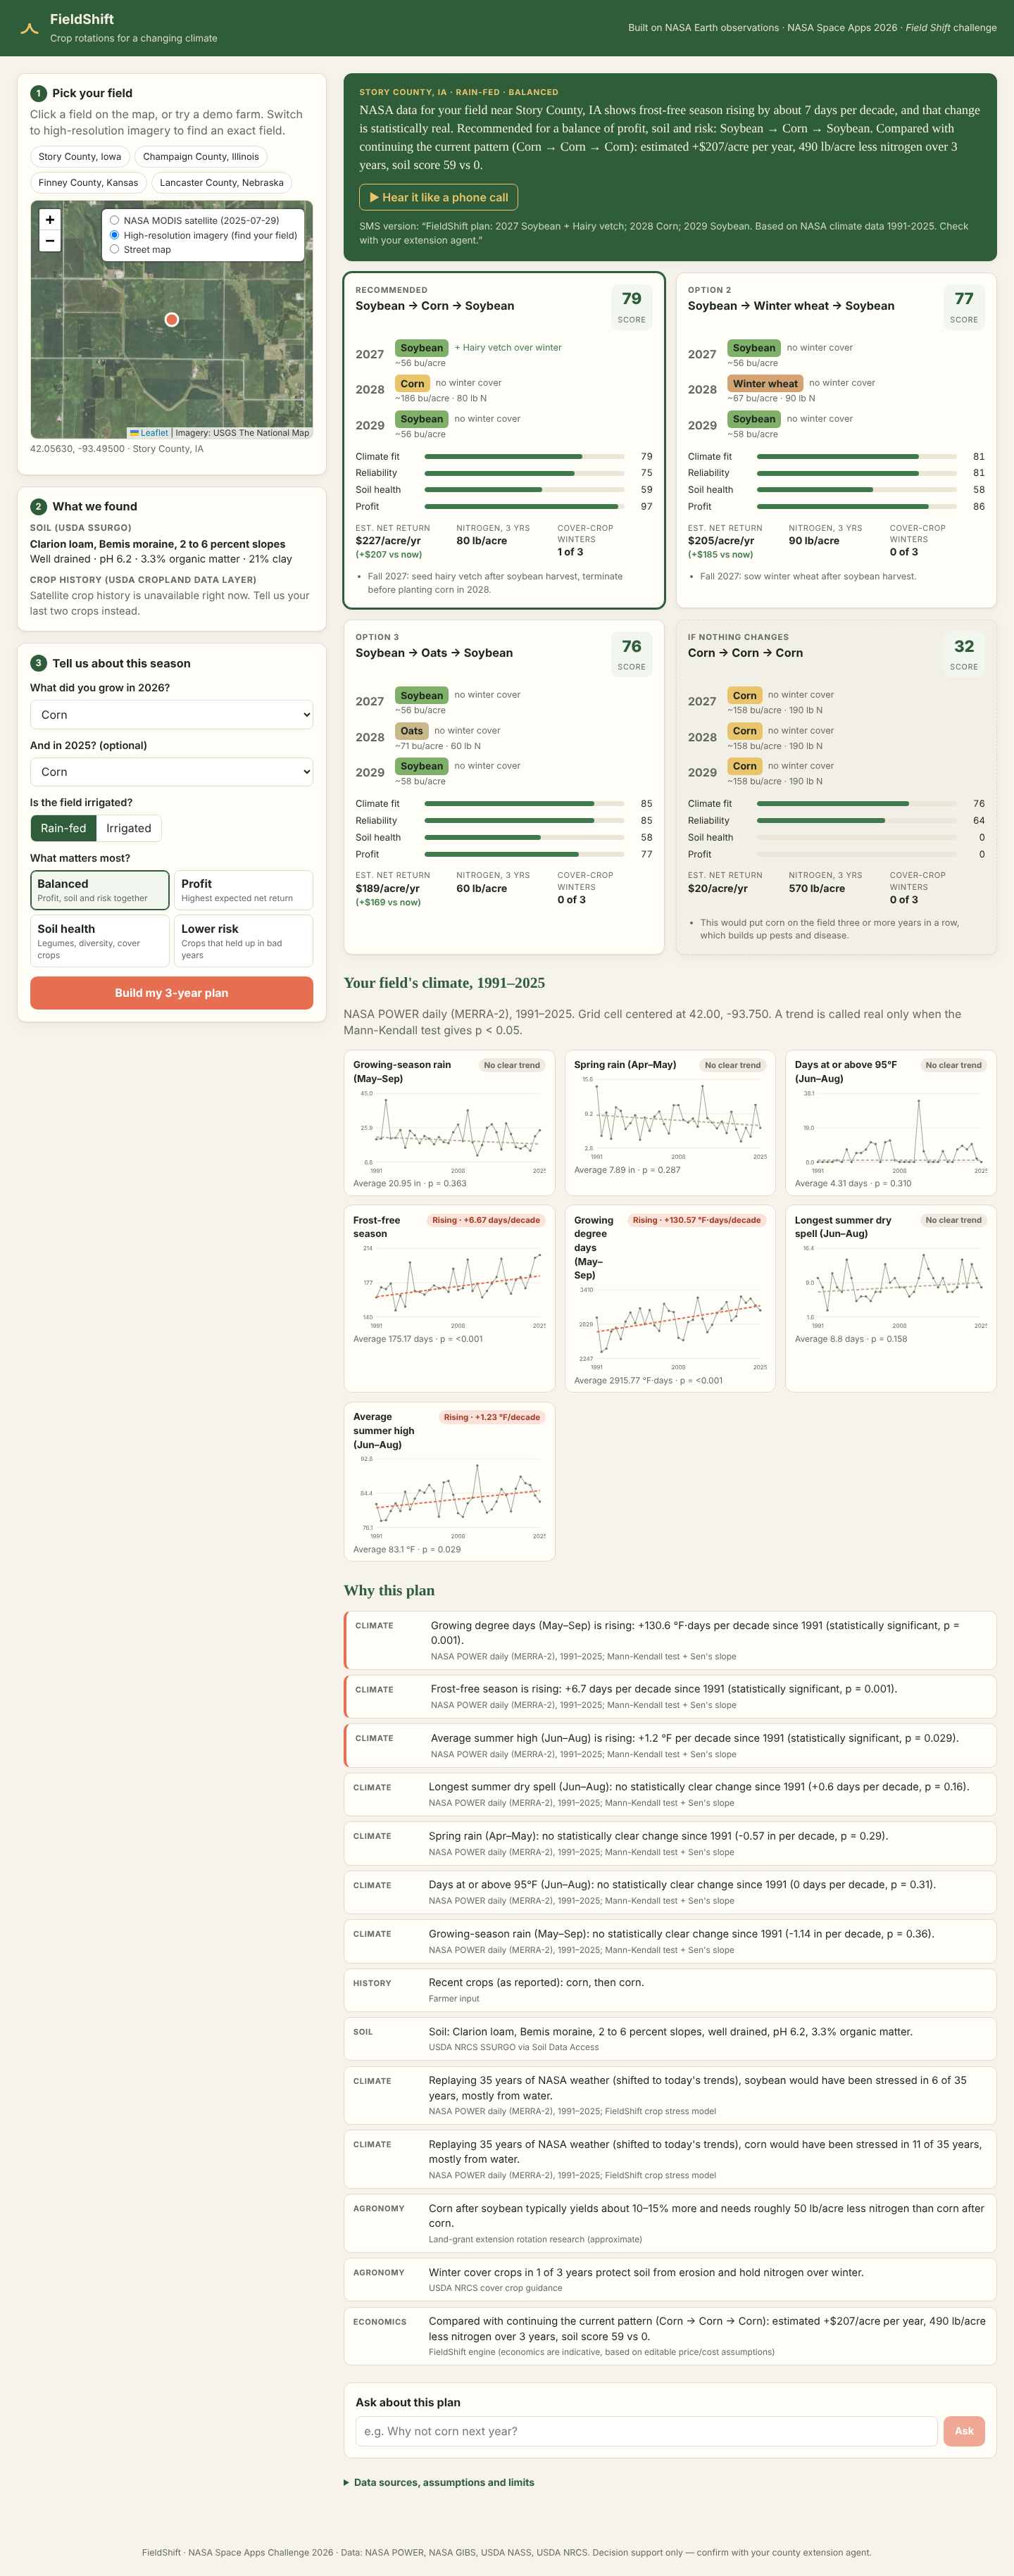 FieldShift
Crop rotations for a changing climate
Built on NASA Earth observations · NASA Space Apps 2026 · Field Shift challenge
1 Pick your field
Click a field on the map, or try a demo farm. Switch
to high-resolution imagery to find an exact field.
Story County, Iowa
Champaign County, Illinois
Finney County, Kansas
Lancaster County, Nebraska
+
−
NASA MODIS satellite (2025-07-29)
High-resolution imagery (find your field)
Street map
Leaflet | Imagery: USGS The National Map
42.05630, -93.49500 · Story County, IA
2 What we found
SOIL (USDA SSURGO)
Clarion loam, Bemis moraine, 2 to 6 percent slopes
Well drained · pH 6.2 · 3.3% organic matter · 21% clay
CROP HISTORY (USDA CROPLAND DATA LAYER)
Satellite crop history is unavailable right now. Tell us your
last two crops instead.
3 Tell us about this season
What did you grow in 2026?
Corn
And in 2025? (optional)
Corn
Is the field irrigated?
Rain-fed
Irrigated
What matters most?
Balanced
Profit, soil and risk together
Profit
Highest expected net return
Soil health
Legumes, diversity, cover
crops
Lower risk
Crops that held up in bad
years
Build my 3-year plan
STORY COUNTY, IA · RAIN-FED · BALANCED
NASA data for your field near Story County, IA shows frost-free season rising by about 7 days per decade, and that change
is statistically real. Recommended for a balance of profit, soil and risk: Soybean → Corn → Soybean. Compared with
continuing the current pattern (Corn → Corn → Corn): estimated +$207/acre per year, 490 lb/acre less nitrogen over 3
years, soil score 59 vs 0.
▶ Hear it like a phone call
SMS version: “FieldShift plan: 2027 Soybean + Hairy vetch; 2028 Corn; 2029 Soybean. Based on NASA climate data 1991-2025. Check
with your extension agent.”
RECOMMENDED
Soybean → Corn → Soybean
79
SCORE
2027 Soybean + Hairy vetch over winter
~56 bu/acre
2028 Corn no winter cover
~186 bu/acre · 80 lb N
2029 Soybean no winter cover
~56 bu/acre
Climate fit 79
Reliability 75
Soil health 59
Profit 97
EST. NET RETURN
$227/acre/yr
(+$207 vs now)
NITROGEN, 3 YRS
80 lb/acre
COVER-CROP
WINTERS
1 of 3
• Fall 2027: seed hairy vetch after soybean harvest, terminate
before planting corn in 2028.
OPTION 2
Soybean → Winter wheat → Soybean
77
SCORE
2027 Soybean no winter cover
~56 bu/acre
2028 Winter wheat no winter cover
~67 bu/acre · 90 lb N
2029 Soybean no winter cover
~58 bu/acre
Climate fit 81
Reliability 81
Soil health 58
Profit 86
EST. NET RETURN
$205/acre/yr
(+$185 vs now)
NITROGEN, 3 YRS
90 lb/acre
COVER-CROP
WINTERS
0 of 3
• Fall 2027: sow winter wheat after soybean harvest.
OPTION 3
Soybean → Oats → Soybean
76
SCORE
2027 Soybean no winter cover
~56 bu/acre
2028 Oats no winter cover
~71 bu/acre · 60 lb N
2029 Soybean no winter cover
~58 bu/acre
Climate fit 85
Reliability 85
Soil health 58
Profit 77
EST. NET RETURN
$189/acre/yr
(+$169 vs now)
NITROGEN, 3 YRS
60 lb/acre
COVER-CROP
WINTERS
0 of 3
IF NOTHING CHANGES
Corn → Corn → Corn
32
SCORE
2027 Corn no winter cover
~158 bu/acre · 190 lb N
2028 Corn no winter cover
~158 bu/acre · 190 lb N
2029 Corn no winter cover
~158 bu/acre · 190 lb N
Climate fit 76
Reliability 64
Soil health 0
Profit 0
EST. NET RETURN
$20/acre/yr
NITROGEN, 3 YRS
570 lb/acre
COVER-CROP
WINTERS
0 of 3
• This would put corn on the field three or more years in a row,
which builds up pests and disease.
Your field's climate, 1991–2025
NASA POWER daily (MERRA-2), 1991–2025. Grid cell centered at 42.00, -93.750. A trend is called real only when the
Mann-Kendall test gives p < 0.05.
Growing-season rain
(May–Sep)
No clear trend
45.0
25.9
6.8
1991 2008 2025
Average 20.95 in · p = 0.363
Spring rain (Apr–May)
No clear trend
15.6
9.2
2.8
1991 2008 2025
Average 7.89 in · p = 0.287
Days at or above 95°F
(Jun–Aug)
No clear trend
38.1
19.0
0.0
1991 2008 2025
Average 4.31 days · p = 0.310
Frost-free
season
Rising · +6.67 days/decade
214
177
140
1991 2008 2025
Average 175.17 days · p = <0.001
Growing
degree
days
(May–
Sep)
Rising · +130.57 °F·days/decade
3410
2829
2247
1991 2008 2025
Average 2915.77 °F·days · p = <0.001
Longest summer dry
spell (Jun–Aug)
No clear trend
16.4
9.0
1.6
1991 2008 2025
Average 8.8 days · p = 0.158
Average
summer high
(Jun–Aug)
Rising · +1.23 °F/decade
92.8
84.4
76.1
1991 2008 2025
Average 83.1 °F · p = 0.029
Why this plan
CLIMATE
Growing degree days (May–Sep) is rising: +130.6 °F·days per decade since 1991 (statistically significant, p =
0.001).
NASA POWER daily (MERRA-2), 1991–2025; Mann-Kendall test + Sen's slope
CLIMATE
Frost-free season is rising: +6.7 days per decade since 1991 (statistically significant, p = 0.001).
NASA POWER daily (MERRA-2), 1991–2025; Mann-Kendall test + Sen's slope
CLIMATE
Average summer high (Jun–Aug) is rising: +1.2 °F per decade since 1991 (statistically significant, p = 0.029).
NASA POWER daily (MERRA-2), 1991–2025; Mann-Kendall test + Sen's slope
CLIMATE
Longest summer dry spell (Jun–Aug): no statistically clear change since 1991 (+0.6 days per decade, p = 0.16).
NASA POWER daily (MERRA-2), 1991–2025; Mann-Kendall test + Sen's slope
CLIMATE
Spring rain (Apr–May): no statistically clear change since 1991 (-0.57 in per decade, p = 0.29).
NASA POWER daily (MERRA-2), 1991–2025; Mann-Kendall test + Sen's slope
CLIMATE
Days at or above 95°F (Jun–Aug): no statistically clear change since 1991 (0 days per decade, p = 0.31).
NASA POWER daily (MERRA-2), 1991–2025; Mann-Kendall test + Sen's slope
CLIMATE
Growing-season rain (May–Sep): no statistically clear change since 1991 (-1.14 in per decade, p = 0.36).
NASA POWER daily (MERRA-2), 1991–2025; Mann-Kendall test + Sen's slope
HISTORY
Recent crops (as reported): corn, then corn.
Farmer input
SOIL
Soil: Clarion loam, Bemis moraine, 2 to 6 percent slopes, well drained, pH 6.2, 3.3% organic matter.
USDA NRCS SSURGO via Soil Data Access
CLIMATE
Replaying 35 years of NASA weather (shifted to today's trends), soybean would have been stressed in 6 of 35
years, mostly from water.
NASA POWER daily (MERRA-2), 1991–2025; FieldShift crop stress model
CLIMATE
Replaying 35 years of NASA weather (shifted to today's trends), corn would have been stressed in 11 of 35 years,
mostly from water.
NASA POWER daily (MERRA-2), 1991–2025; FieldShift crop stress model
AGRONOMY
Corn after soybean typically yields about 10–15% more and needs roughly 50 lb/acre less nitrogen than corn after
corn.
Land-grant extension rotation research (approximate)
AGRONOMY
Winter cover crops in 1 of 3 years protect soil from erosion and hold nitrogen over winter.
USDA NRCS cover crop guidance
ECONOMICS
Compared with continuing the current pattern (Corn → Corn → Corn): estimated +$207/acre per year, 490 lb/acre
less nitrogen over 3 years, soil score 59 vs 0.
FieldShift engine (economics are indicative, based on editable price/cost assumptions)
Ask about this plan
e.g. Why not corn next year?
Ask
▶ Data sources, assumptions and limits
FieldShift · NASA Space Apps Challenge 2026 · Data: NASA POWER, NASA GIBS, USDA NASS, USDA NRCS. Decision support only — confirm with your county extension agent.